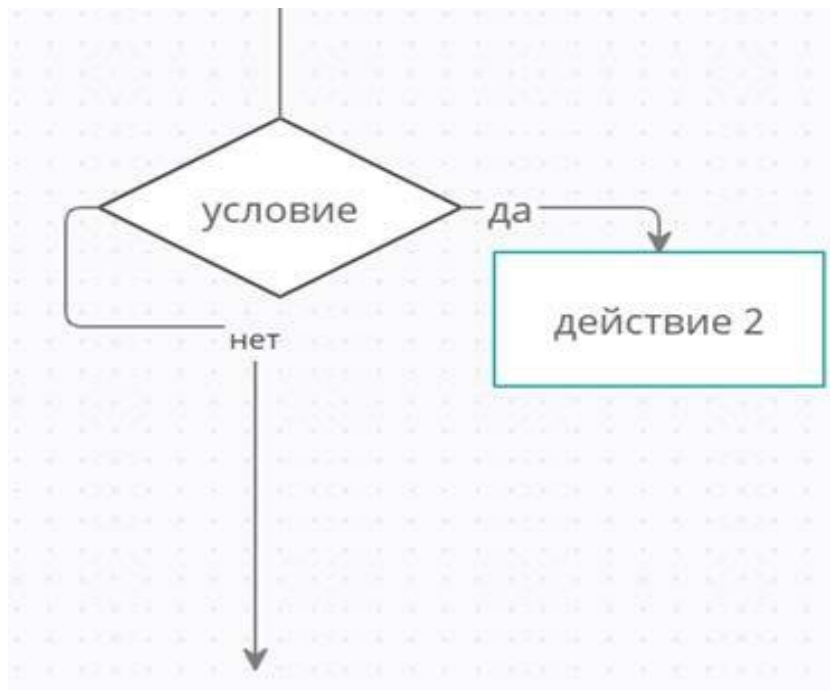 условие
да
действие 2
нет